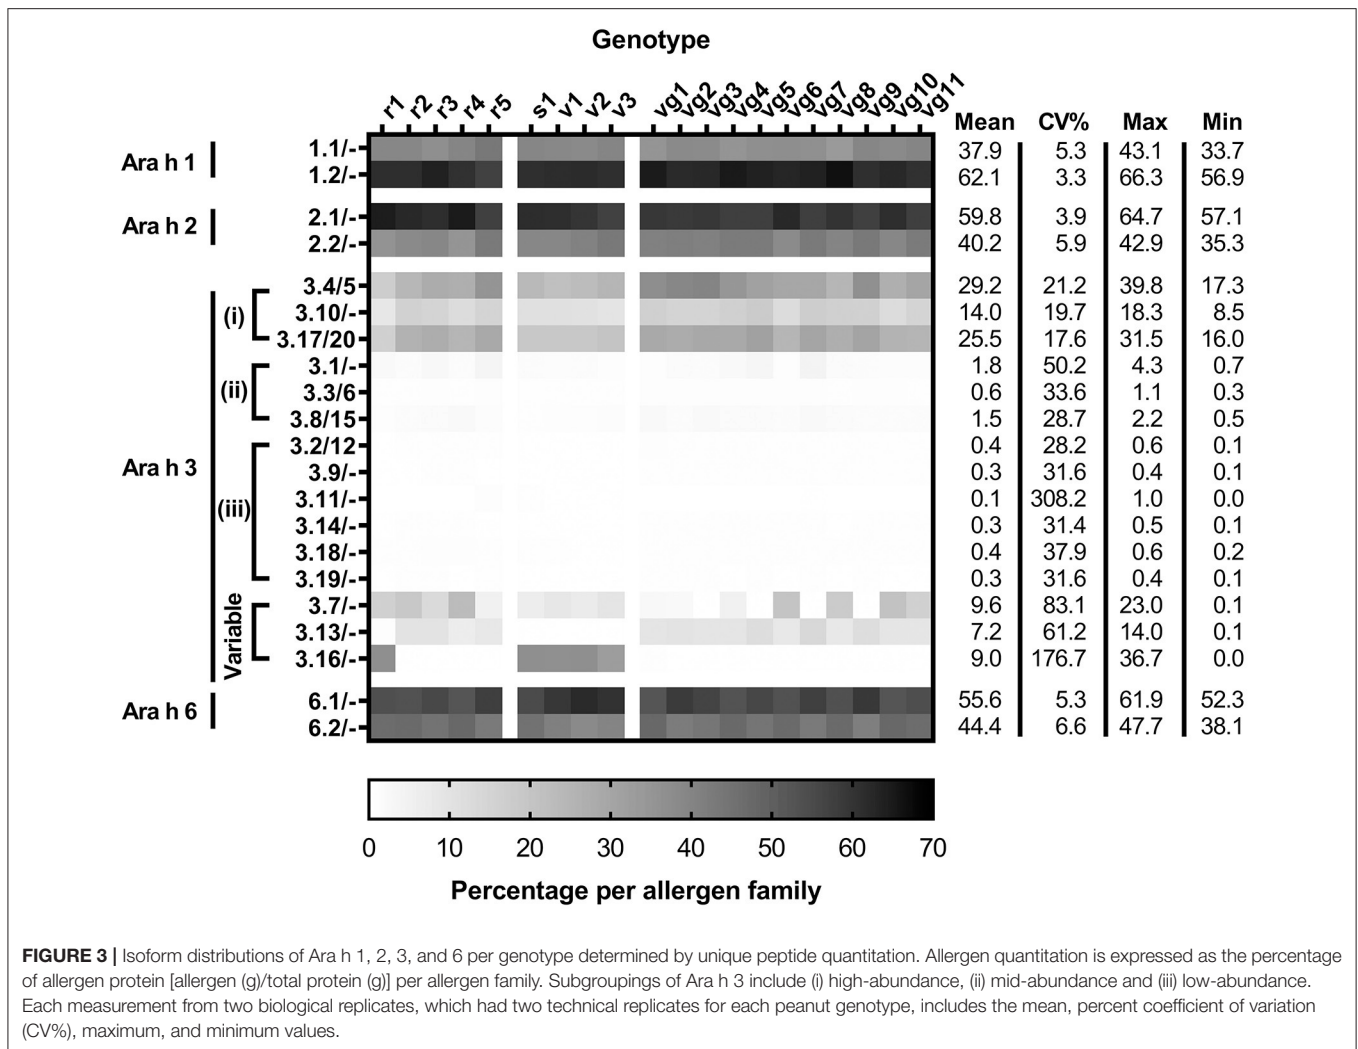 Genotype
r1 r2 r3 r4 r5 s1 v1 v2 v3 vg1 vg2 vg3 vg4 vg5 vg6 vg7 vg8 vg9 vg10 vg11
Mean CV% Max Min
Ara h 1
1.1/- 37.9 5.3 43.1 33.7
1.2/- 62.1 3.3 66.3 56.9
Ara h 2
2.1/- 59.8 3.9 64.7 57.1
2.2/- 40.2 5.9 42.9 35.3
Ara h 3
(i)
3.4/5 29.2 21.2 39.8 17.3
3.10/- 14.0 19.7 18.3 8.5
3.17/20 25.5 17.6 31.5 16.0
(ii)
3.1/- 1.8 50.2 4.3 0.7
3.3/6 0.6 33.6 1.1 0.3
3.8/15 1.5 28.7 2.2 0.5
(iii)
3.2/12 0.4 28.2 0.6 0.1
3.9/- 0.3 31.6 0.4 0.1
3.11/- 0.1 308.2 1.0 0.0
3.14/- 0.3 31.4 0.5 0.1
3.18/- 0.4 37.9 0.6 0.2
3.19/- 0.3 31.6 0.4 0.1
Variable
3.7/- 9.6 83.1 23.0 0.1
3.13/- 7.2 61.2 14.0 0.1
3.16/- 9.0 176.7 36.7 0.0
Ara h 6
6.1/- 55.6 5.3 61.9 52.3
6.2/- 44.4 6.6 47.7 38.1
0 10 20 30 40 50 60 70
Percentage per allergen family
FIGURE 3 | Isoform distributions of Ara h 1, 2, 3, and 6 per genotype determined by unique peptide quantitation. Allergen quantitation is expressed as the percentage
of allergen protein [allergen (g)/total protein (g)] per allergen family. Subgroupings of Ara h 3 include (i) high-abundance, (ii) mid-abundance and (iii) low-abundance.
Each measurement from two biological replicates, which had two technical replicates for each peanut genotype, includes the mean, percent coefficient of variation
(CV%), maximum, and minimum values.